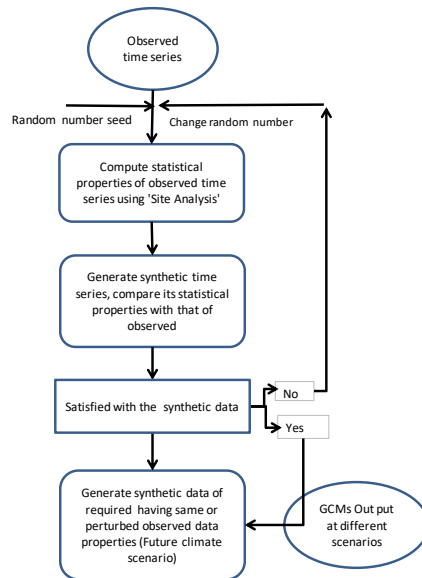 Observed
time series
Random number seed
Change random number
Compute statistical
properties of observed time
series using 'Site Analysis'
Generate synthetic time
series, compare its statistical
properties with that of
observed
Satisfied with the synthetic data
No
Yes
Generate synthetic data of
required having same or
perturbed observed data
properties (Future climate
scenario)
GCMs Out put
at different
scenarios